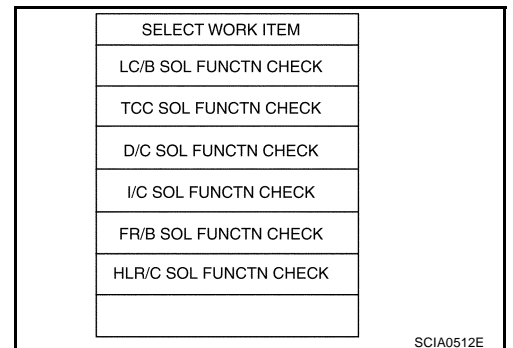 SELECT WORK ITEM
LC/B SOL FUNCTN CHECK
TCC SOL FUNCTN CHECK
D/C SOL FUNCTN CHECK
I/C SOL FUNCTN CHECK
FR/B SOL FUNCTN CHECK
HLR/C SOL FUNCTN CHECK
SCIA0512E